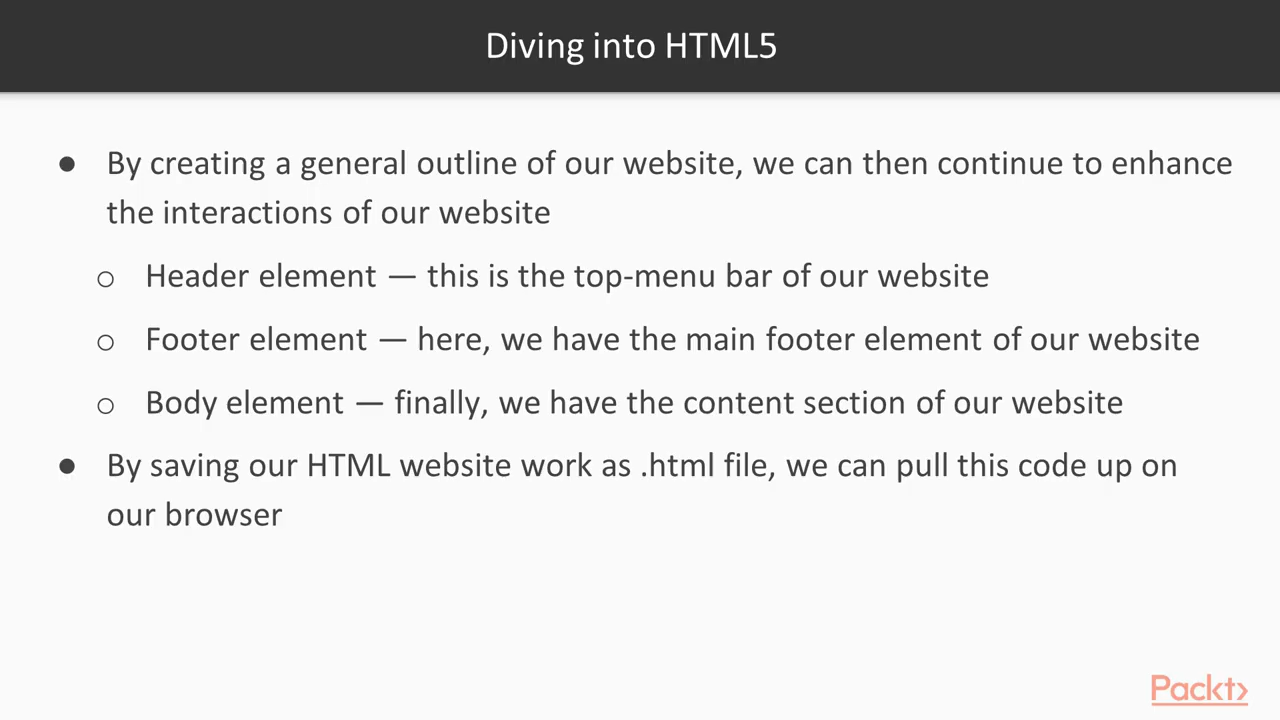 Diving into HTML5
● By creating a general outline of our website, we can then continue to enhance
the interactions of our website
o Header element — this is the top-menu bar of our website
o Footer element — here, we have the main footer element of our website
o Body element — finally, we have the content section of our website
● By saving our HTML website work as .html file, we can pull this code up on
our browser
Packt>